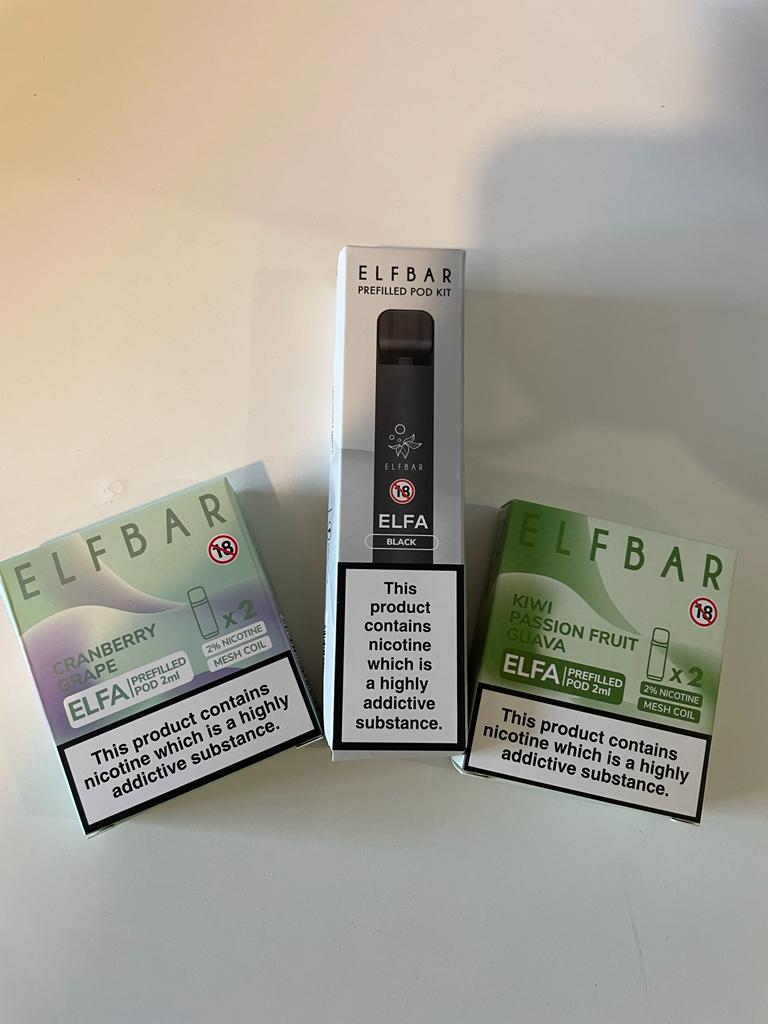 ELFBAR
18
CRANBERRY
GRAPE
x 2
2% NICOTINE
MESH COIL
ELFA
PREFILLED
POD 2ml
This product contains
nicotine which is a highly
addictive substance.
ELFBAR
PREFILLED POD KIT
ELFBAR
18
ELFA
BLACK
This
product
contains
nicotine
which is
a highly
addictive
substance.
ELFBAR
18
KIWI
PASSION FRUIT
GUAVA
x 2
2% NICOTINE
MESH COIL
ELFA
PREFILLED
POD 2ml
This product contains
nicotine which is a highly
addictive substance.